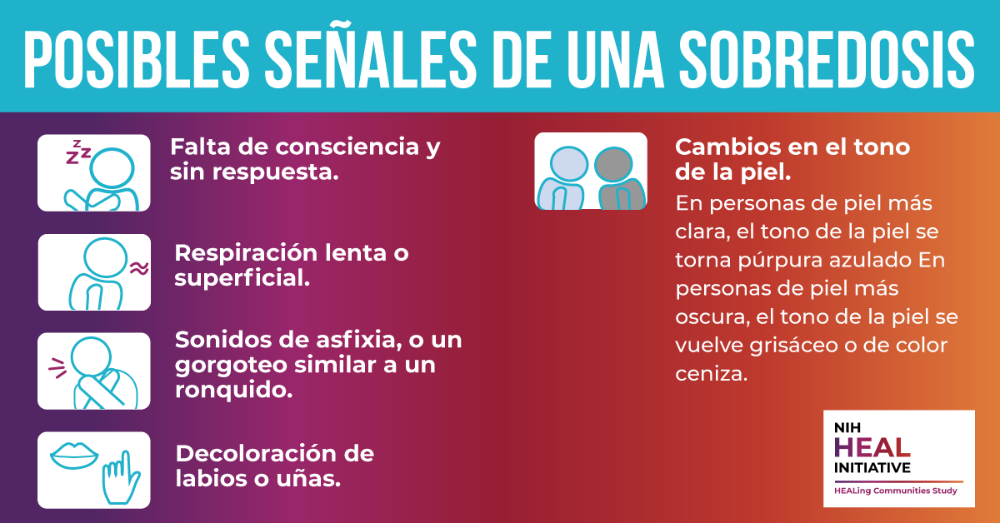 POSIBLES SEÑALES DE UNA SOBREDOSIS
z
z
z
Falta de consciencia y
sin respuesta.
Respiración lenta o
superficial.
Sonidos de asfixia, o un
gorgoteo similar a un
ronquido.
Decoloración de
labios o uñas.
Cambios en el tono
de la piel.
En personas de piel más
clara, el tono de la piel se
torna púrpura azulado En
personas de piel más
oscura, el tono de la piel se
vuelve grisáceo o de color
ceniza.
NIH
HEAL
INITIATIVE
HEALing Communities Study